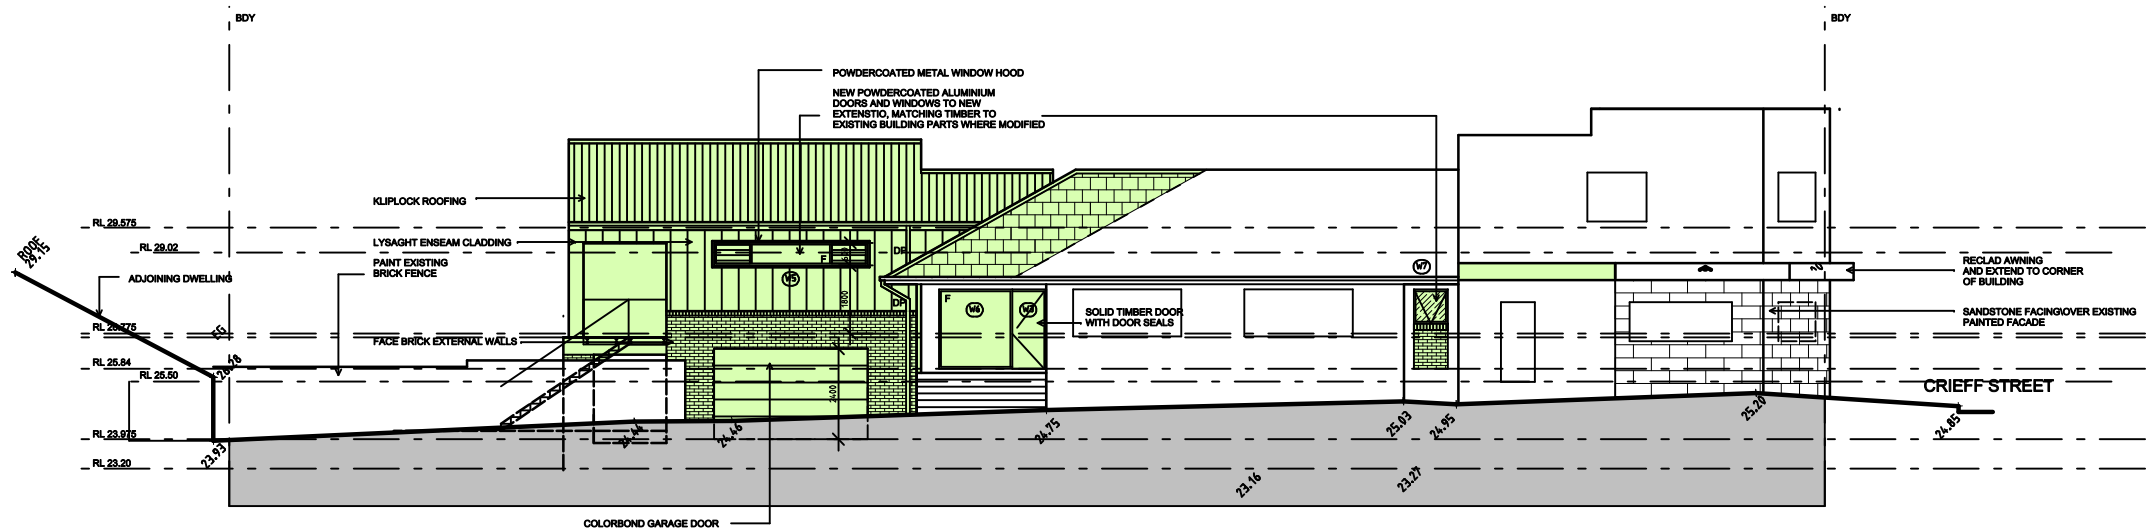 BDY
BDY
POWDERCOATED METAL WINDOW HOOD
NEW POWDERCOATED ALUMINIUM
DOORS AND WINDOWS TO NEW
EXTENSTIO, MATCHING TIMBER TO
EXISTING BUILDING PARTS WHERE MODIFIED
KLIPLOCK ROOFING
RL 29.575
LYSAGHT ENSEAM CLADDING
RL 29.02
ROOF
29.15
PAINT EXISTING
BRICK FENCE
ADJOINING DWELLING
DP
F
W5
W7
RECLAD AWNING
AND EXTEND TO CORNER
OF BUILDING
1800
DP
F
W6
SOLID TIMBER DOOR
WITH DOOR SEALS
SANDSTONE FACINGOVER EXISTING
PAINTED FACADE
EG
FACE BRICK EXTERNAL WALLS
RL 25.84
RL 25.50
26.28
2400
CRIEFF STREET
24.44
24.46
24.75
25.03
24.95
25.20
24.85
RL 23.975
23.93
RL 23.20
23.16
23.27
COLORBOND GARAGE DOOR